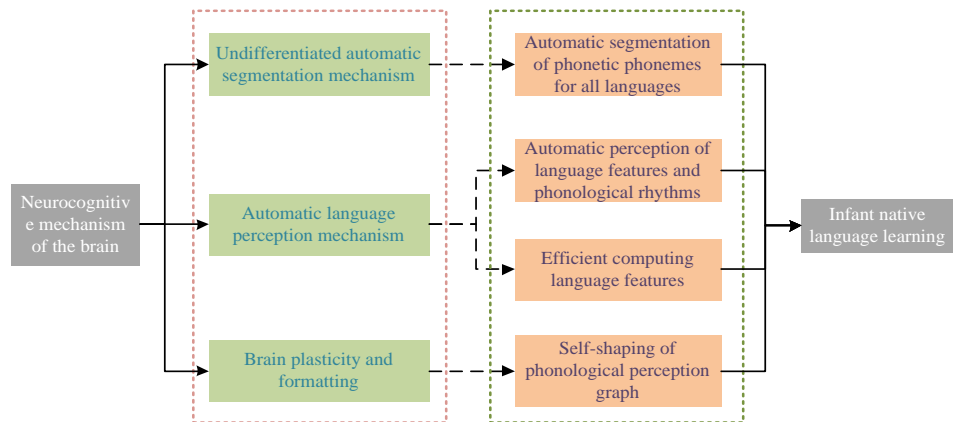 Undifferentiated automatic
segmentation mechanism
Automatic segmentation
of phonetic phonemes
for all languages
Automatic perception of
language features and
phonological rhythms
Neurocognitiv
e mechanism
of the brain
Automatic language
perception mechanism
Infant native
language learning
Efficient computing
language features
Brain plasticity and
formatting
Self-shaping of
phonological perception
graph